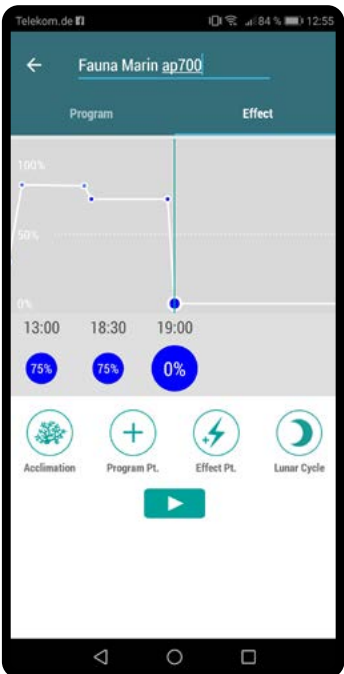 Telekom.de 84 % 12:55
Fauna Marin ap700
Program Effect
100%
50%
0%
13:00 18:30 19:00
75% 75% 0%
Acclimation Program Pt. Effect Pt. Lunar Cycle